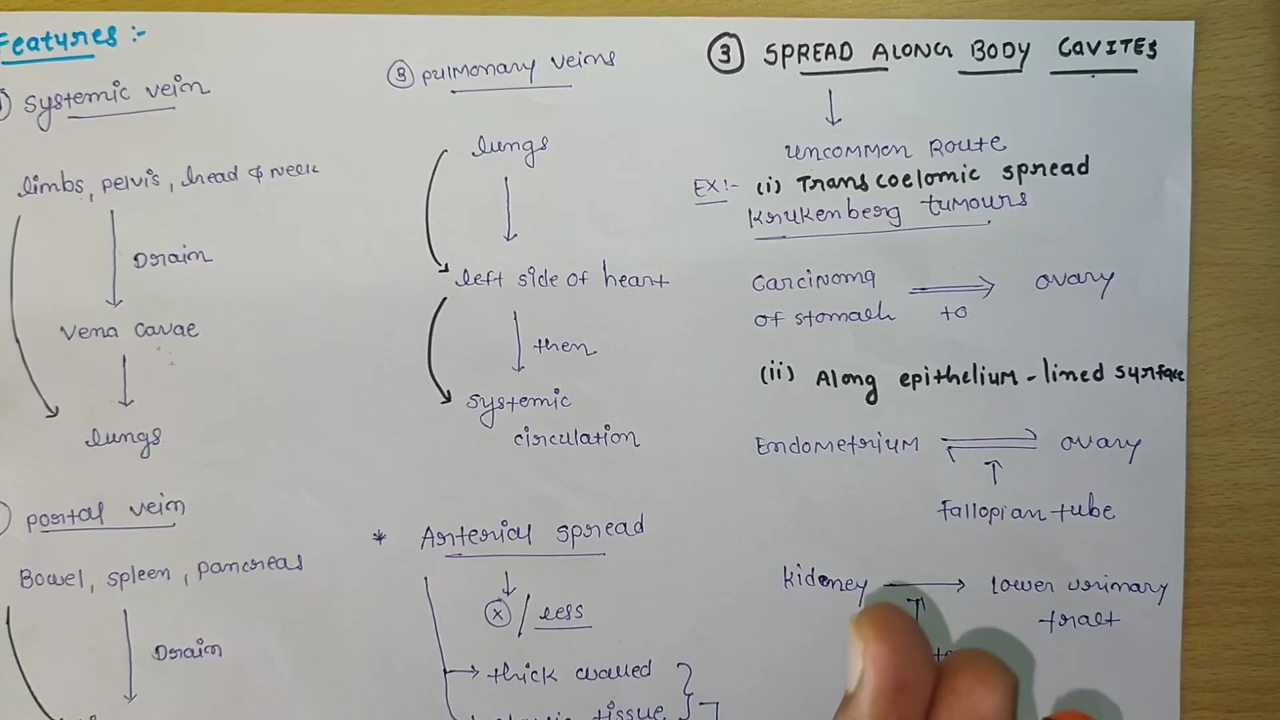 Features :-
systemic vein
limbs, pelvis, head & neck
Drain
Vena cavae
lungs
portal vein
Bowel, spleen, pancreas
Drain
③ pulmonary veins
lungs
left side of heart
then
systemic
circulation
* Arterial spread
ⓧ / less
thick walled
tissue
③ SPREAD ALONG BODY CAVITES
uncommon Route
EX:- (i) Transcoelomic spread
Krukenberg tumours
Carcinoma
of stomach
to
ovary
(ii) Along epithelium-lined surface
Endometrium
ovary
Fallopian tube
Kideney
lower urinary
tract